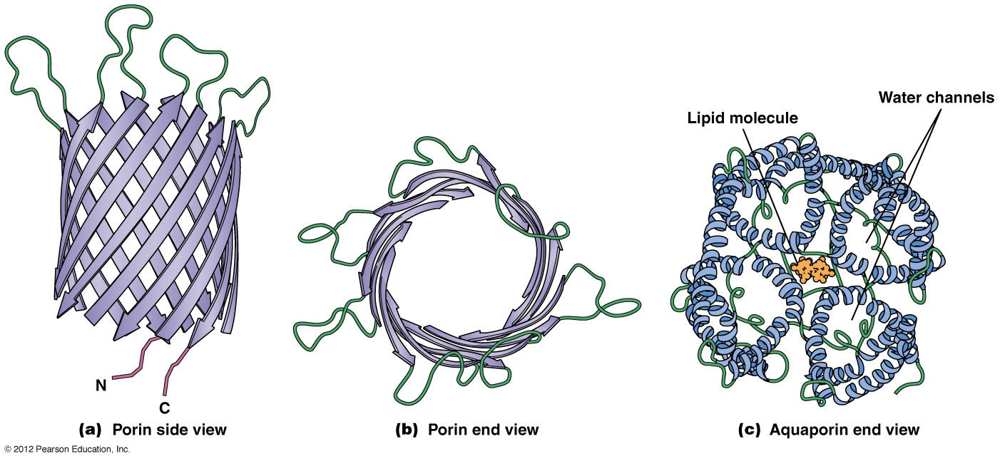 Water channels
Lipid molecule
N
C
(a) Porin side view
(b) Porin end view
(c) Aquaporin end view
© 2012 Pearson Education, Inc.